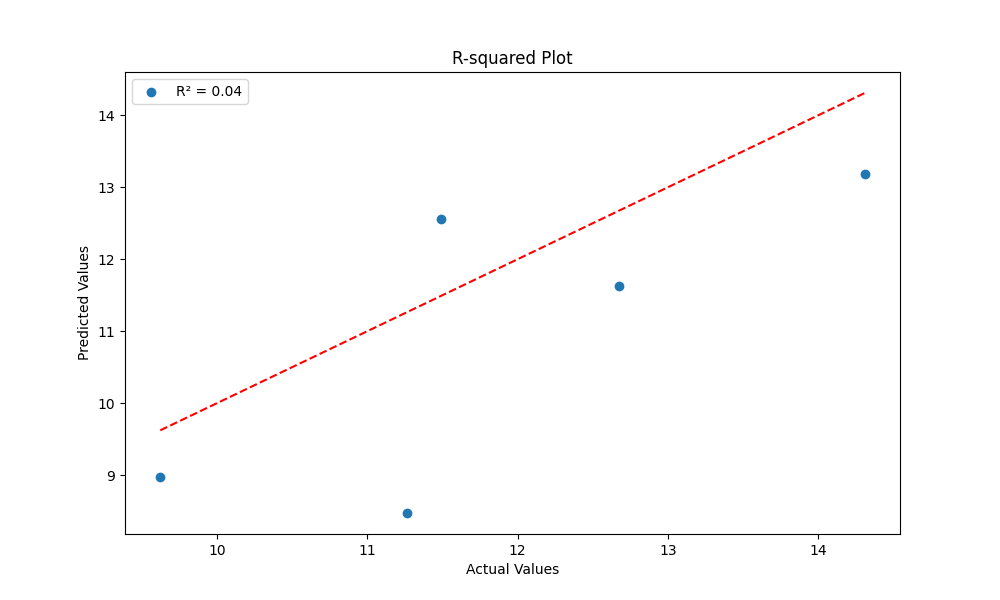 R-squared Plot
R² = 0.04
14
13
12
11
10
9
Predicted Values
10
11
12
13
14
Actual Values